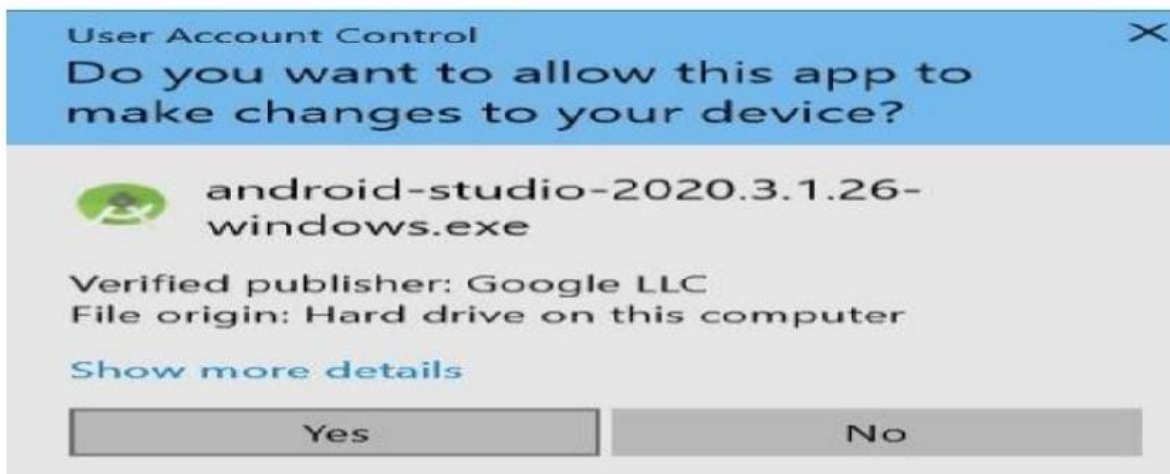 User Account Control
Do you want to allow this app to
make changes to your device?
android-studio-2020.3.1.26-
windows.exe
Verified publisher: Google LLC
File origin: Hard drive on this computer
Show more details
Yes
No